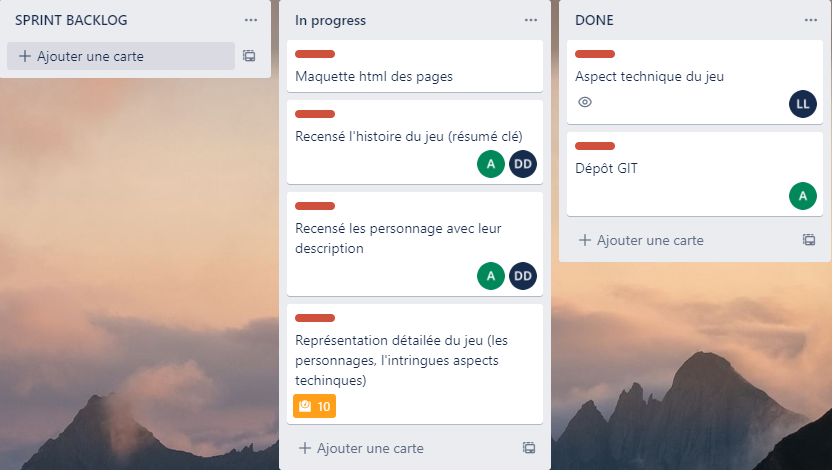 SPRINT BACKLOG
Ajouter une carte
In progress
Maquette html des pages
Recensé l'histoire du jeu (résumé clé)
A DD
Recensé les personnage avec leur
description
A DD
Représentation détailée du jeu (les
personnages, l'intrigues aspects
techinques)
10
Ajouter une carte
DONE
Aspect technique du jeu
LL
Dépôt GIT
A
Ajouter une carte